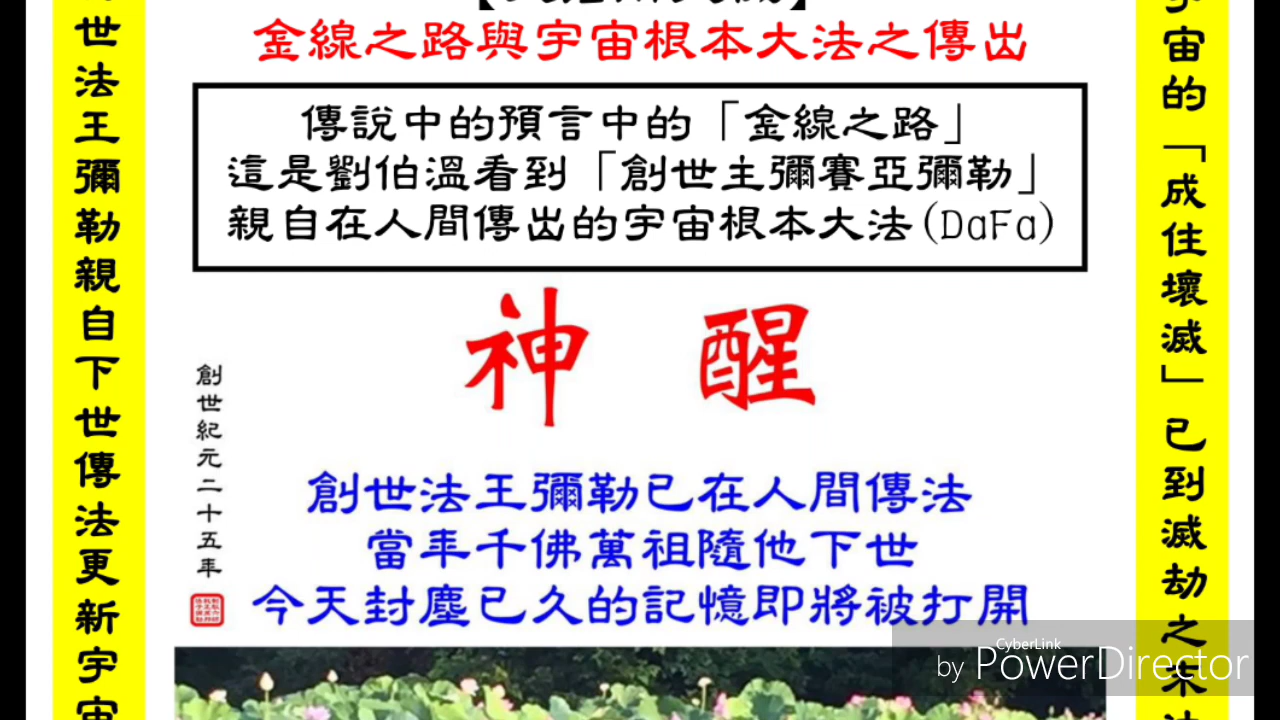 金線之路與宇宙根本大法之傳出
傳說中的預言中的「金線之路」
這是劉伯溫看到「創世主彌賽亞彌勒」
親自在人間傳出的宇宙根本大法(DaFa)
神 醒
創世紀元二十五年
創世法王彌勒已在人間傳法
當年千佛萬祖隨他下世
今天封塵已久的記憶即將被打開
世法王彌勒親自下世傳法更新宇宙
宇宙的「成住壞滅」已到滅劫之末法
CyberLink
by PowerDirector